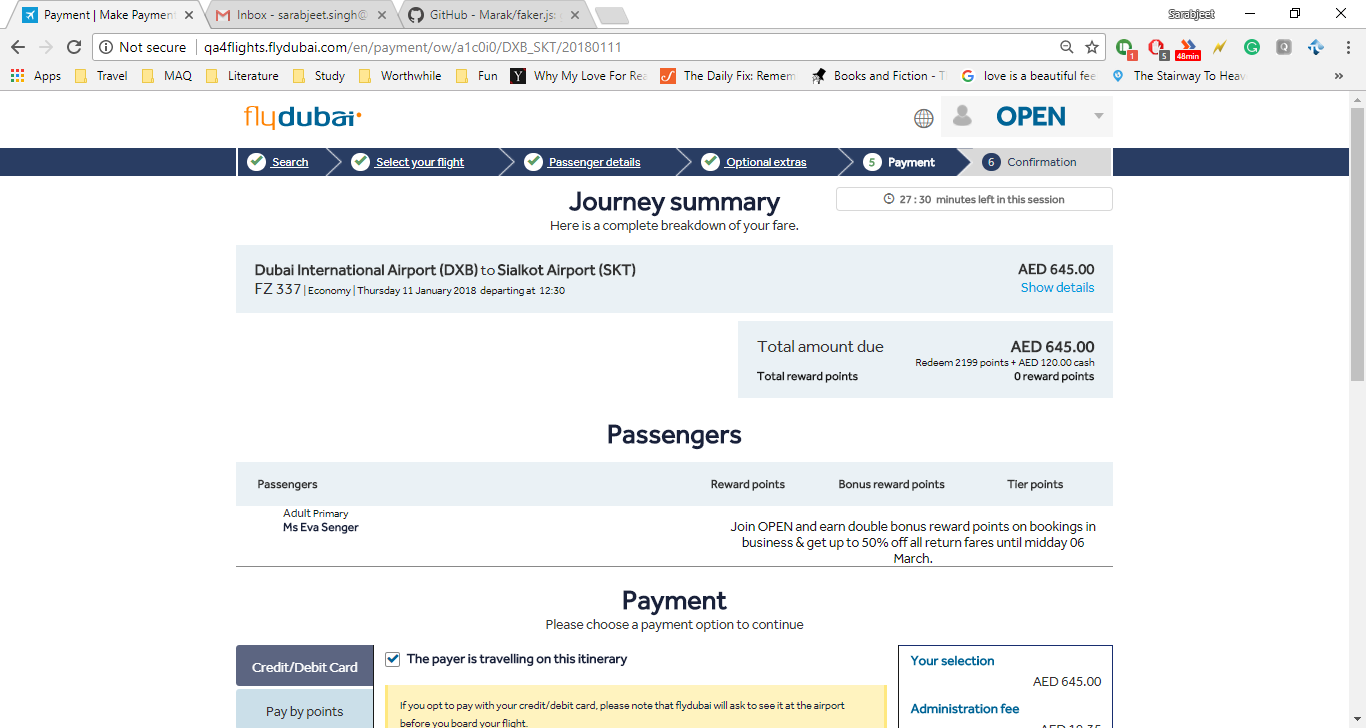 Payment | Make Payment
Inbox - sarabjeet.singh@
GitHub - Marak/faker.js:
Sarabjeet
Not secure
qa4flights.flydubai.com/en/payment/ow/a1c0i0/DXB_SKT/20180111
1
5
48min
Apps
Travel
MAQ
Literature
Study
Worthwhile
Fun
Why My Love For Rea
The Daily Fix: Remem
Books and Fiction - T
love is a beautiful fee
The Stairway To Heav
»
flydubai
OPEN
Search
Select your flight
Passenger details
Optional extras
5 Payment
6 Confirmation
Journey summary
27 : 30 minutes left in this session
Here is a complete breakdown of your fare.
Dubai International Airport (DXB) to Sialkot Airport (SKT)
AED 645.00
FZ 337 | Economy | Thursday 11 January 2018 departing at 12:30
Show details
Total amount due
AED 645.00
Redeem 2199 points + AED 120.00 cash
Total reward points
0 reward points
Passengers
Passengers
Reward points
Bonus reward points
Tier points
Adult Primary
Ms Eva Senger
Join OPEN and earn double bonus reward points on bookings in
business & get up to 50% off all return fares until midday 06
March.
Payment
Please choose a payment option to continue
Credit/Debit Card
Pay by points
The payer is travelling on this itinerary
If you opt to pay with your credit/debit card, please note that flydubai will ask to see it at the airport
before you board your flight.
Your selection
AED 645.00
Administration fee